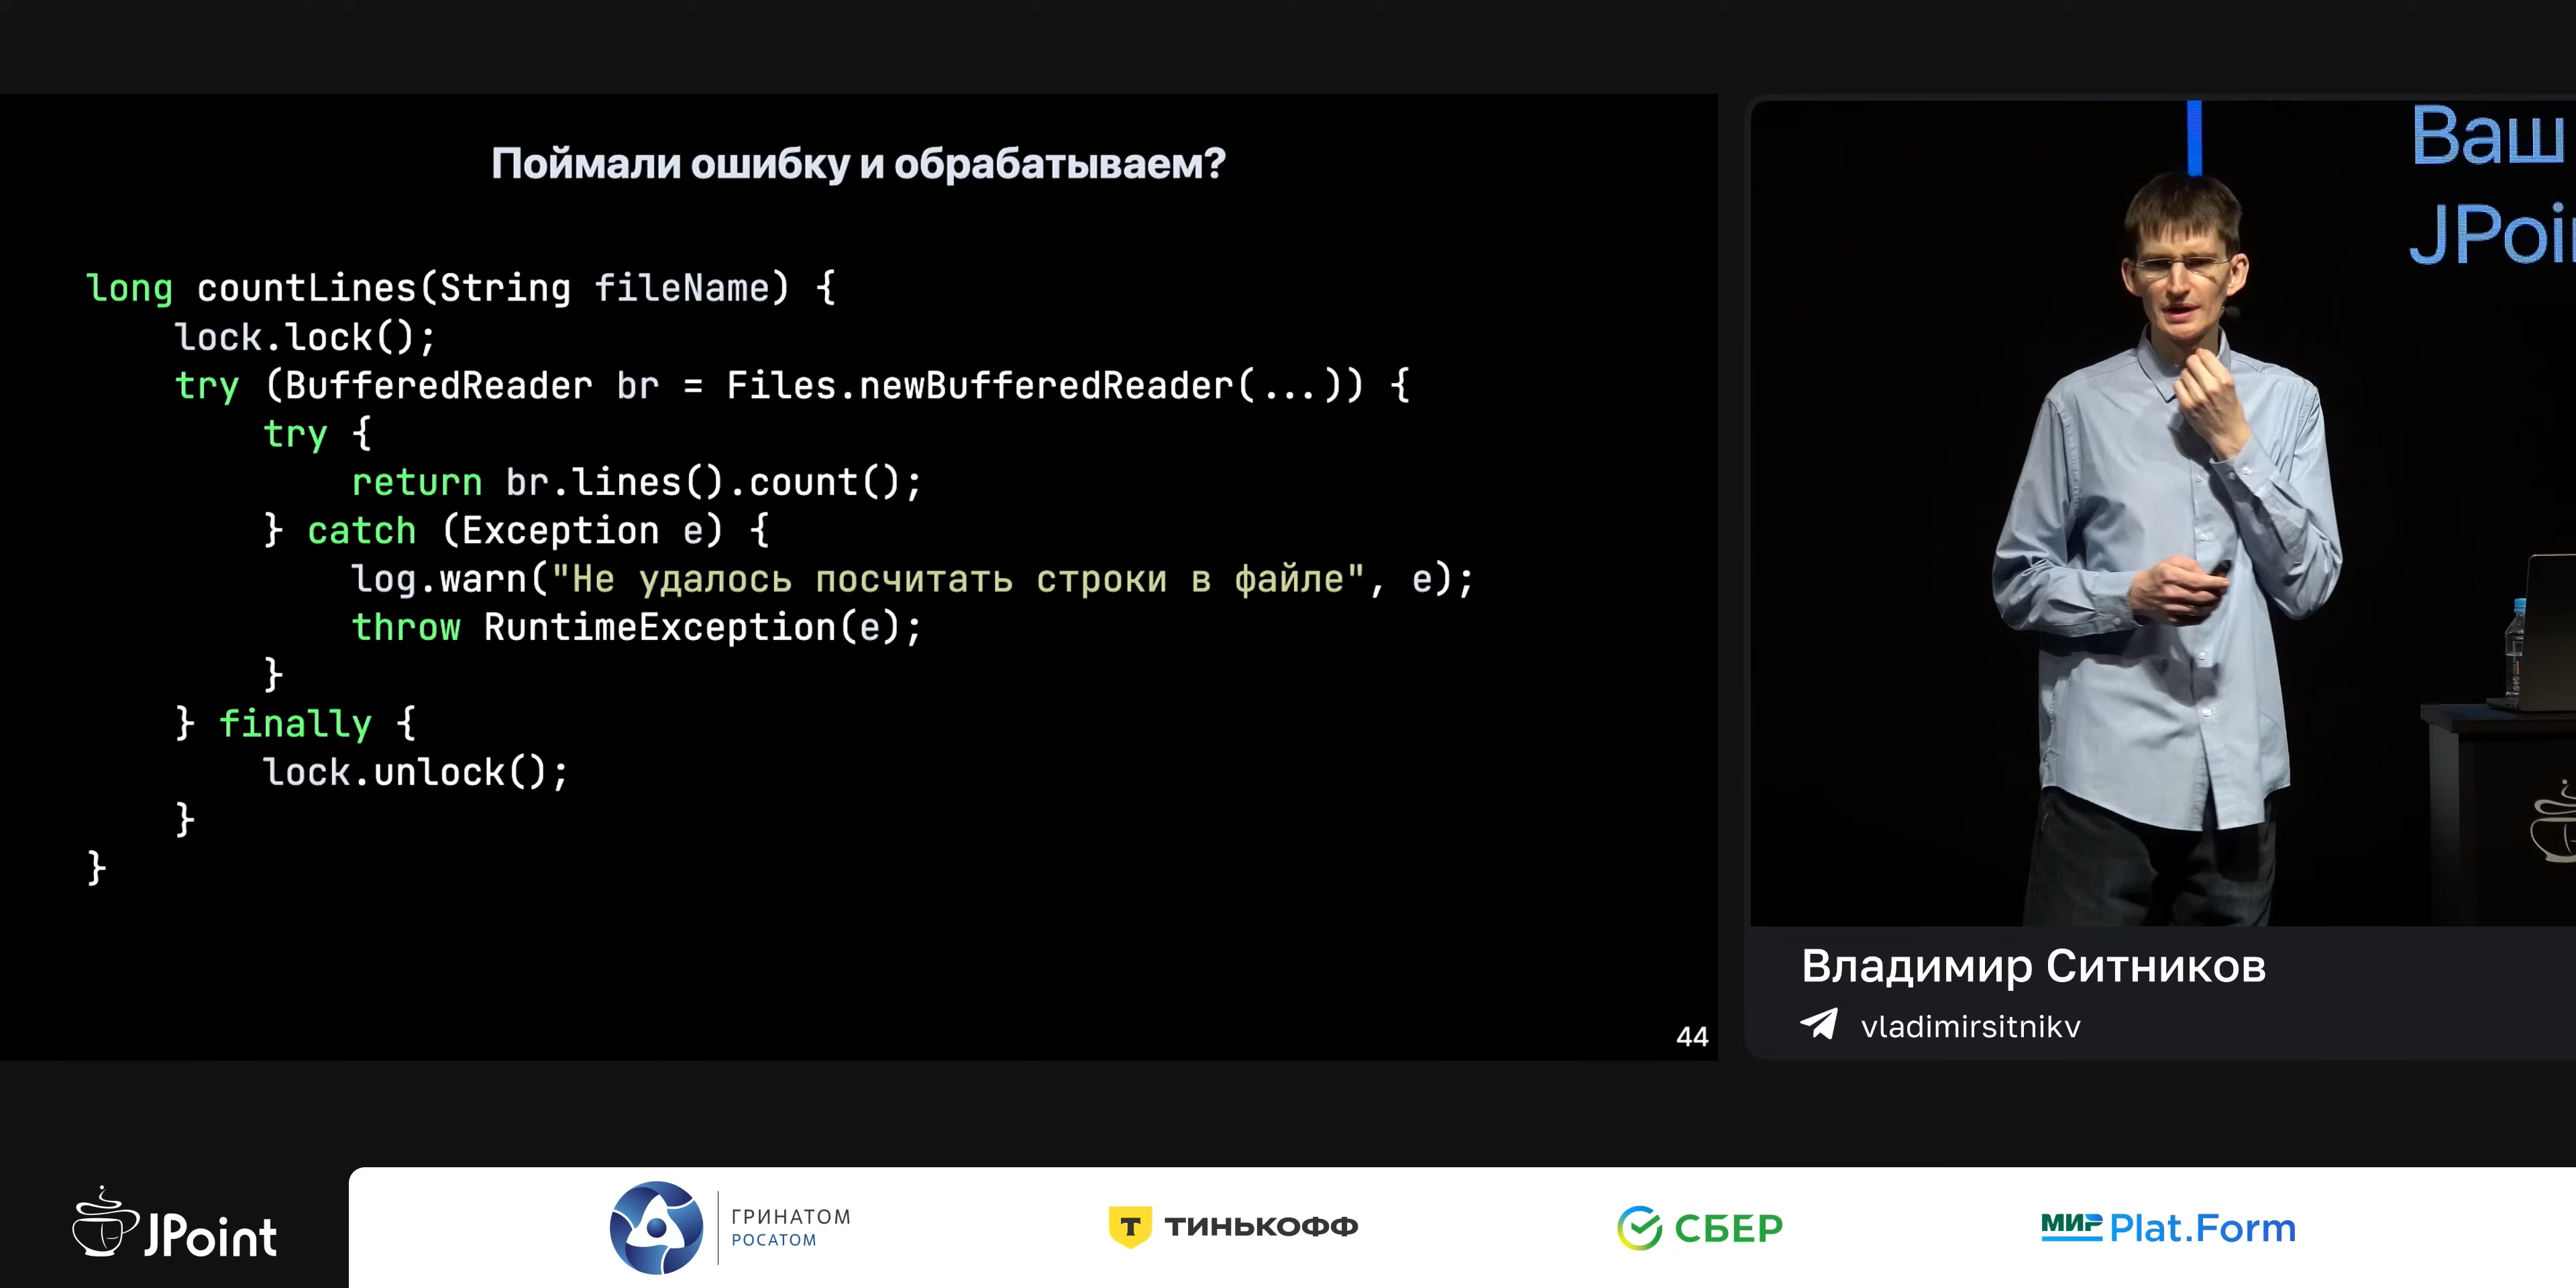 Поймали ошибку и обрабатываем?
long countLines(String fileName) {
    lock.lock();
    try (BufferedReader br = Files.newBufferedReader(...)) {
        try {
            return br.lines().count();
        } catch (Exception e) {
            log.warn("Не удалось посчитать строки в файле", e);
            throw RuntimeException(e);
        }
    } finally {
        lock.unlock();
    }
}
44
Ваш
JPoi
Владимир Ситников
vladimirsitnikv
JPoint
ГРИНАТОМ
РОСАТОМ
Т ТИНЬКОФФ
СБЕР
МИР Plat.Form